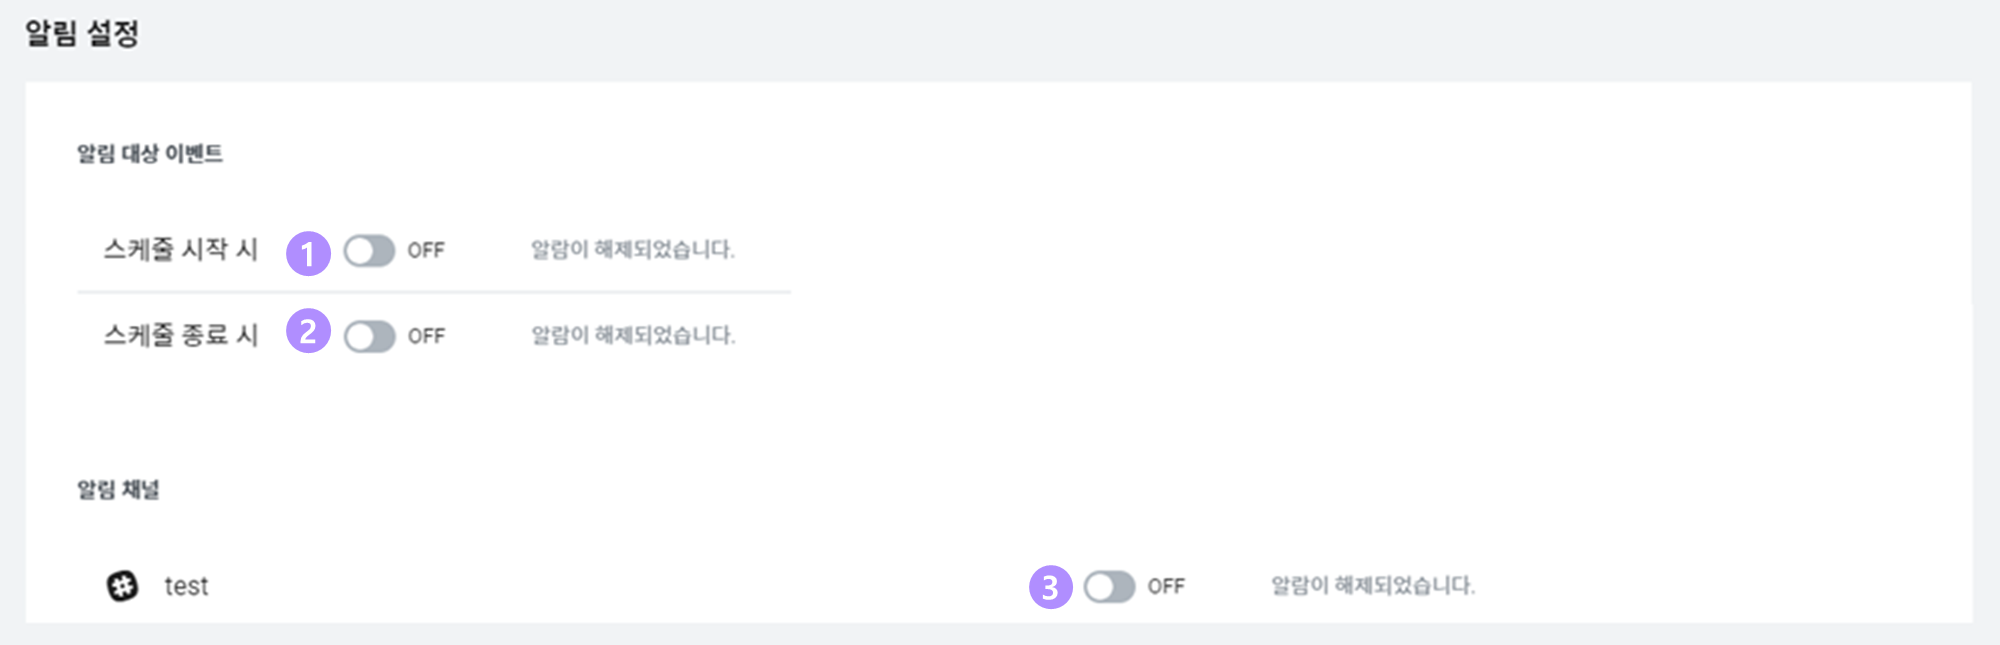 알림 설정
알림 대상 이벤트
스케줄 시작 시 1 OFF 알람이 해제되었습니다.
스케줄 종료 시 2 OFF 알람이 해제되었습니다.
알림 채널
# test 3 OFF 알람이 해제되었습니다.